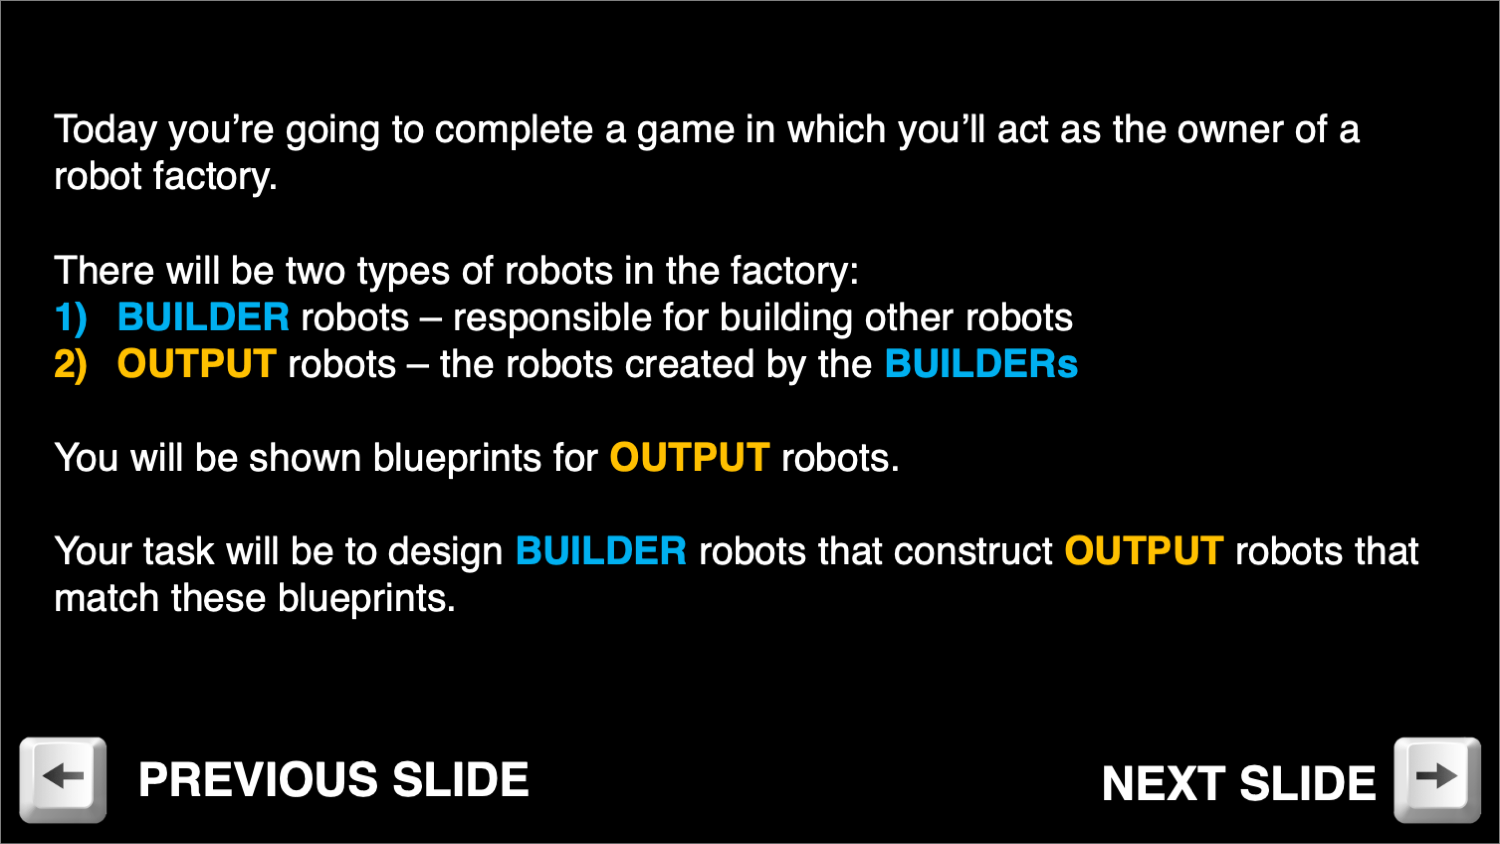 Today you’re going to complete a game in which you’ll act as the owner of a
robot factory.
There will be two types of robots in the factory:
1) BUILDER robots – responsible for building other robots
2) OUTPUT robots – the robots created by the BUILDERs
You will be shown blueprints for OUTPUT robots.
Your task will be to design BUILDER robots that construct OUTPUT robots that
match these blueprints.
PREVIOUS SLIDE
NEXT SLIDE